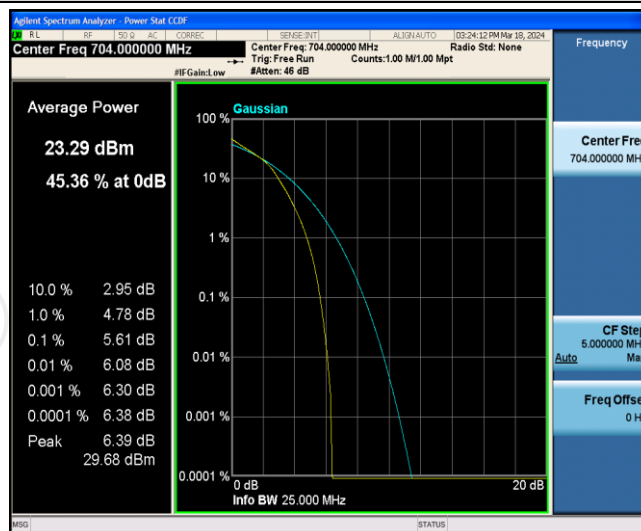 Agilent Spectrum Analyzer - Power Stat CCDF
RL RF 50 Ω AC CORREC SENSE:INT ALIGN AUTO 03:24:12 PM Mar 18, 2024
Center Freq 704.000000 MHz
Center Freq: 704.000000 MHz Radio Std: None
Trig: Free Run Counts:1.00 M/1.00 Mpt
#IFGain:Low #Atten: 46 dB
Frequency
Average Power
23.29 dBm
45.36 % at 0dB
10.0 % 2.95 dB
1.0 % 4.78 dB
0.1 % 5.61 dB
0.01 % 6.08 dB
0.001 % 6.30 dB
0.0001 % 6.38 dB
Peak 6.39 dB
29.68 dBm
Gaussian
100 %
10 %
1 %
0.1 %
0.01 %
0.001 %
0.0001 %
0 dB 20 dB
Info BW 25.000 MHz
Center Fre
704.000000 MH
CF Step
5.000000 MH
Auto Ma
Freq Offse
0 H
MSG STATUS